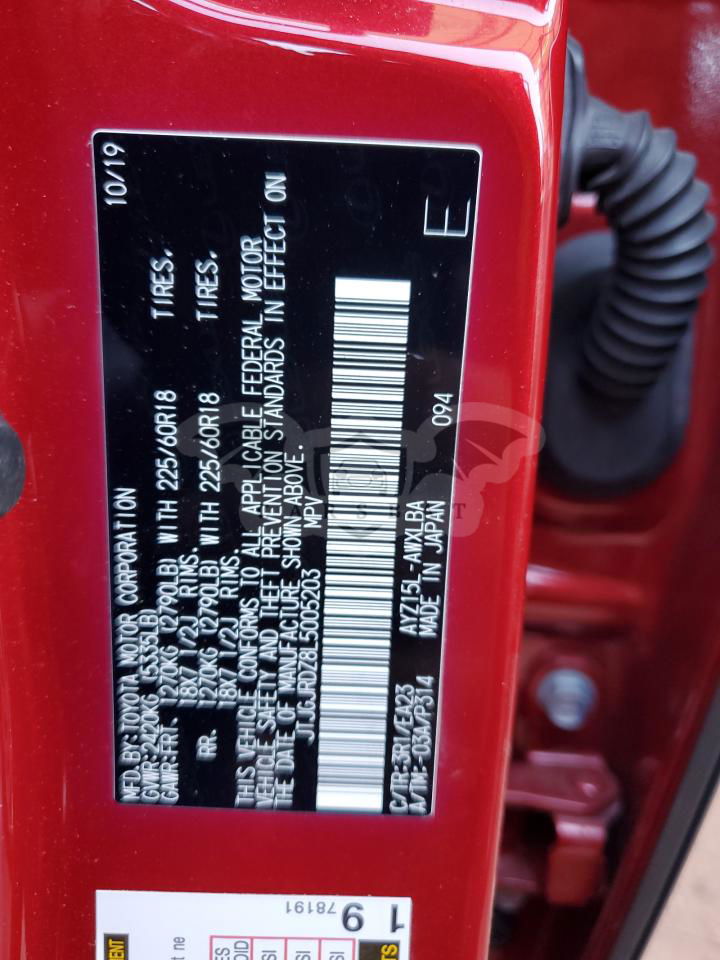 MFD.BY:TOYOTA MOTOR CORPORATION 10/19
GVWR:2420KG (5335LB)
GAWR:FRT. 1270KG (2790LB) WITH 225/60R18 TIRES.
18X7 1/2J RIMS.
RR. 1270KG (2790LB) WITH 225/60R18 TIRES.
18X7 1/2J RIMS.
THIS VEHICLE CONFORMS TO ALL APPLICABLE FEDERAL MOTOR
VEHICLE SAFETY AND THEFT PREVENTION STANDARDS IN EFFECT ON
THE DATE OF MANUFACTURE SHOWN ABOVE.
JTJGJRDZ8L5005203 MPV
C/TR:3R1/EA23 AYZ15L-AWXLBA
A/TM:-03A/P314 MADE IN JAPAN 094 E
78191
19